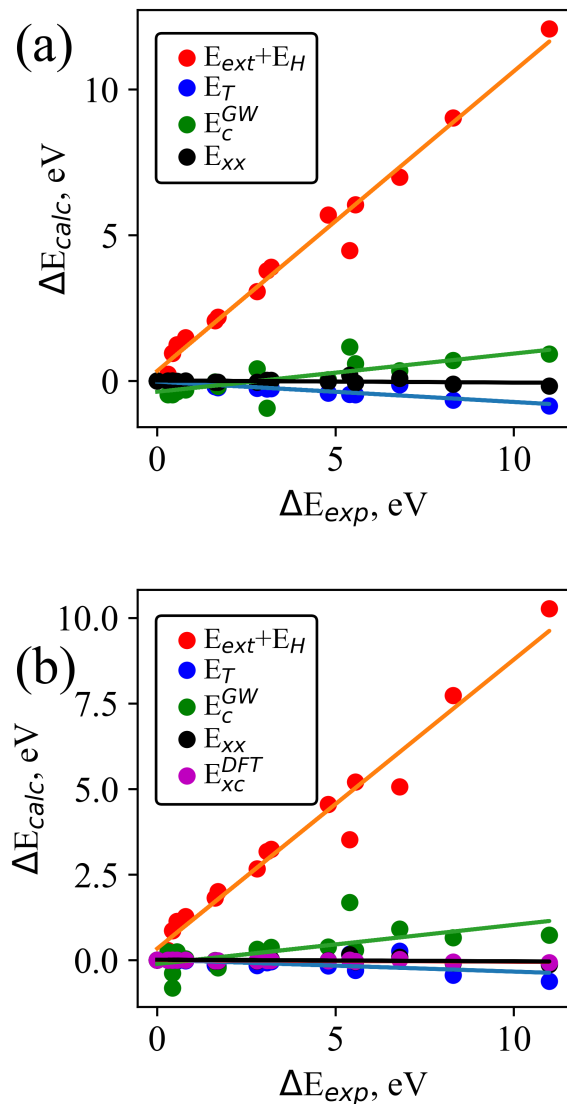 (a)
E_ext+E_H
E_T
E_c^GW
E_xx
10
5
0
ΔE_calc, eV
0 5 10
ΔE_exp, eV
(b)
E_ext+E_H
E_T
E_c^GW
E_xx
E_xc^DFT
10.0
7.5
5.0
2.5
0.0
ΔE_calc, eV
0 5 10
ΔE_exp, eV